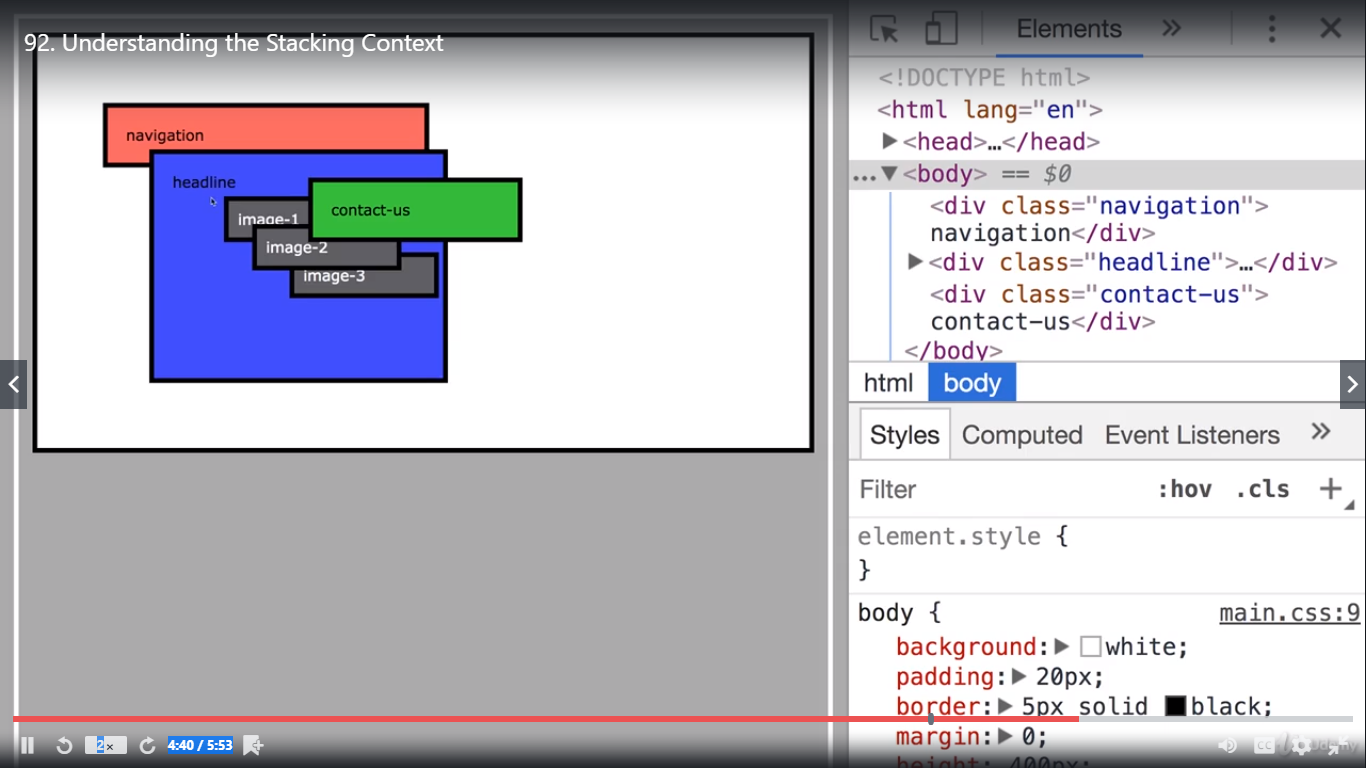 92. Understanding the Stacking Context
navigation
headline
contact-us
image-1
image-2
image-3
2 x
4:40 / 5:53
Elements »
<!DOCTYPE html>
<html lang="en">
<head>…</head>
…<body> == $0
<div class="navigation">
navigation</div>
<div class="headline">…</div>
<div class="contact-us">
contact-us</div>
</body>
html body
Styles Computed Event Listeners »
Filter :hov .cls +
element.style {
}
body { main.css:9
background: white;
padding: 20px;
border: 5px solid black;
margin: 0;
height: 400px;
CC